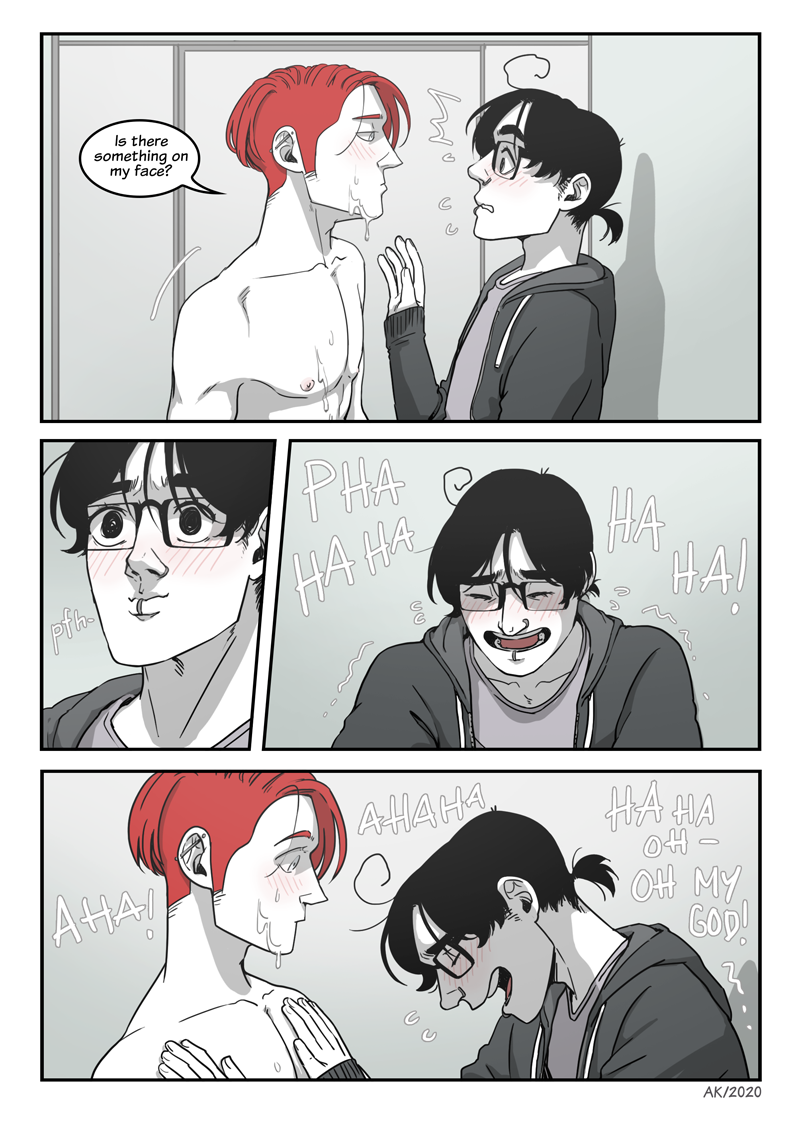 Is there
something on
my face?
pfh-
PHA
HA HA
HA
HA!
AHA!
AHAHA
HA HA
OH -
OH MY
GOD!
AK/2020